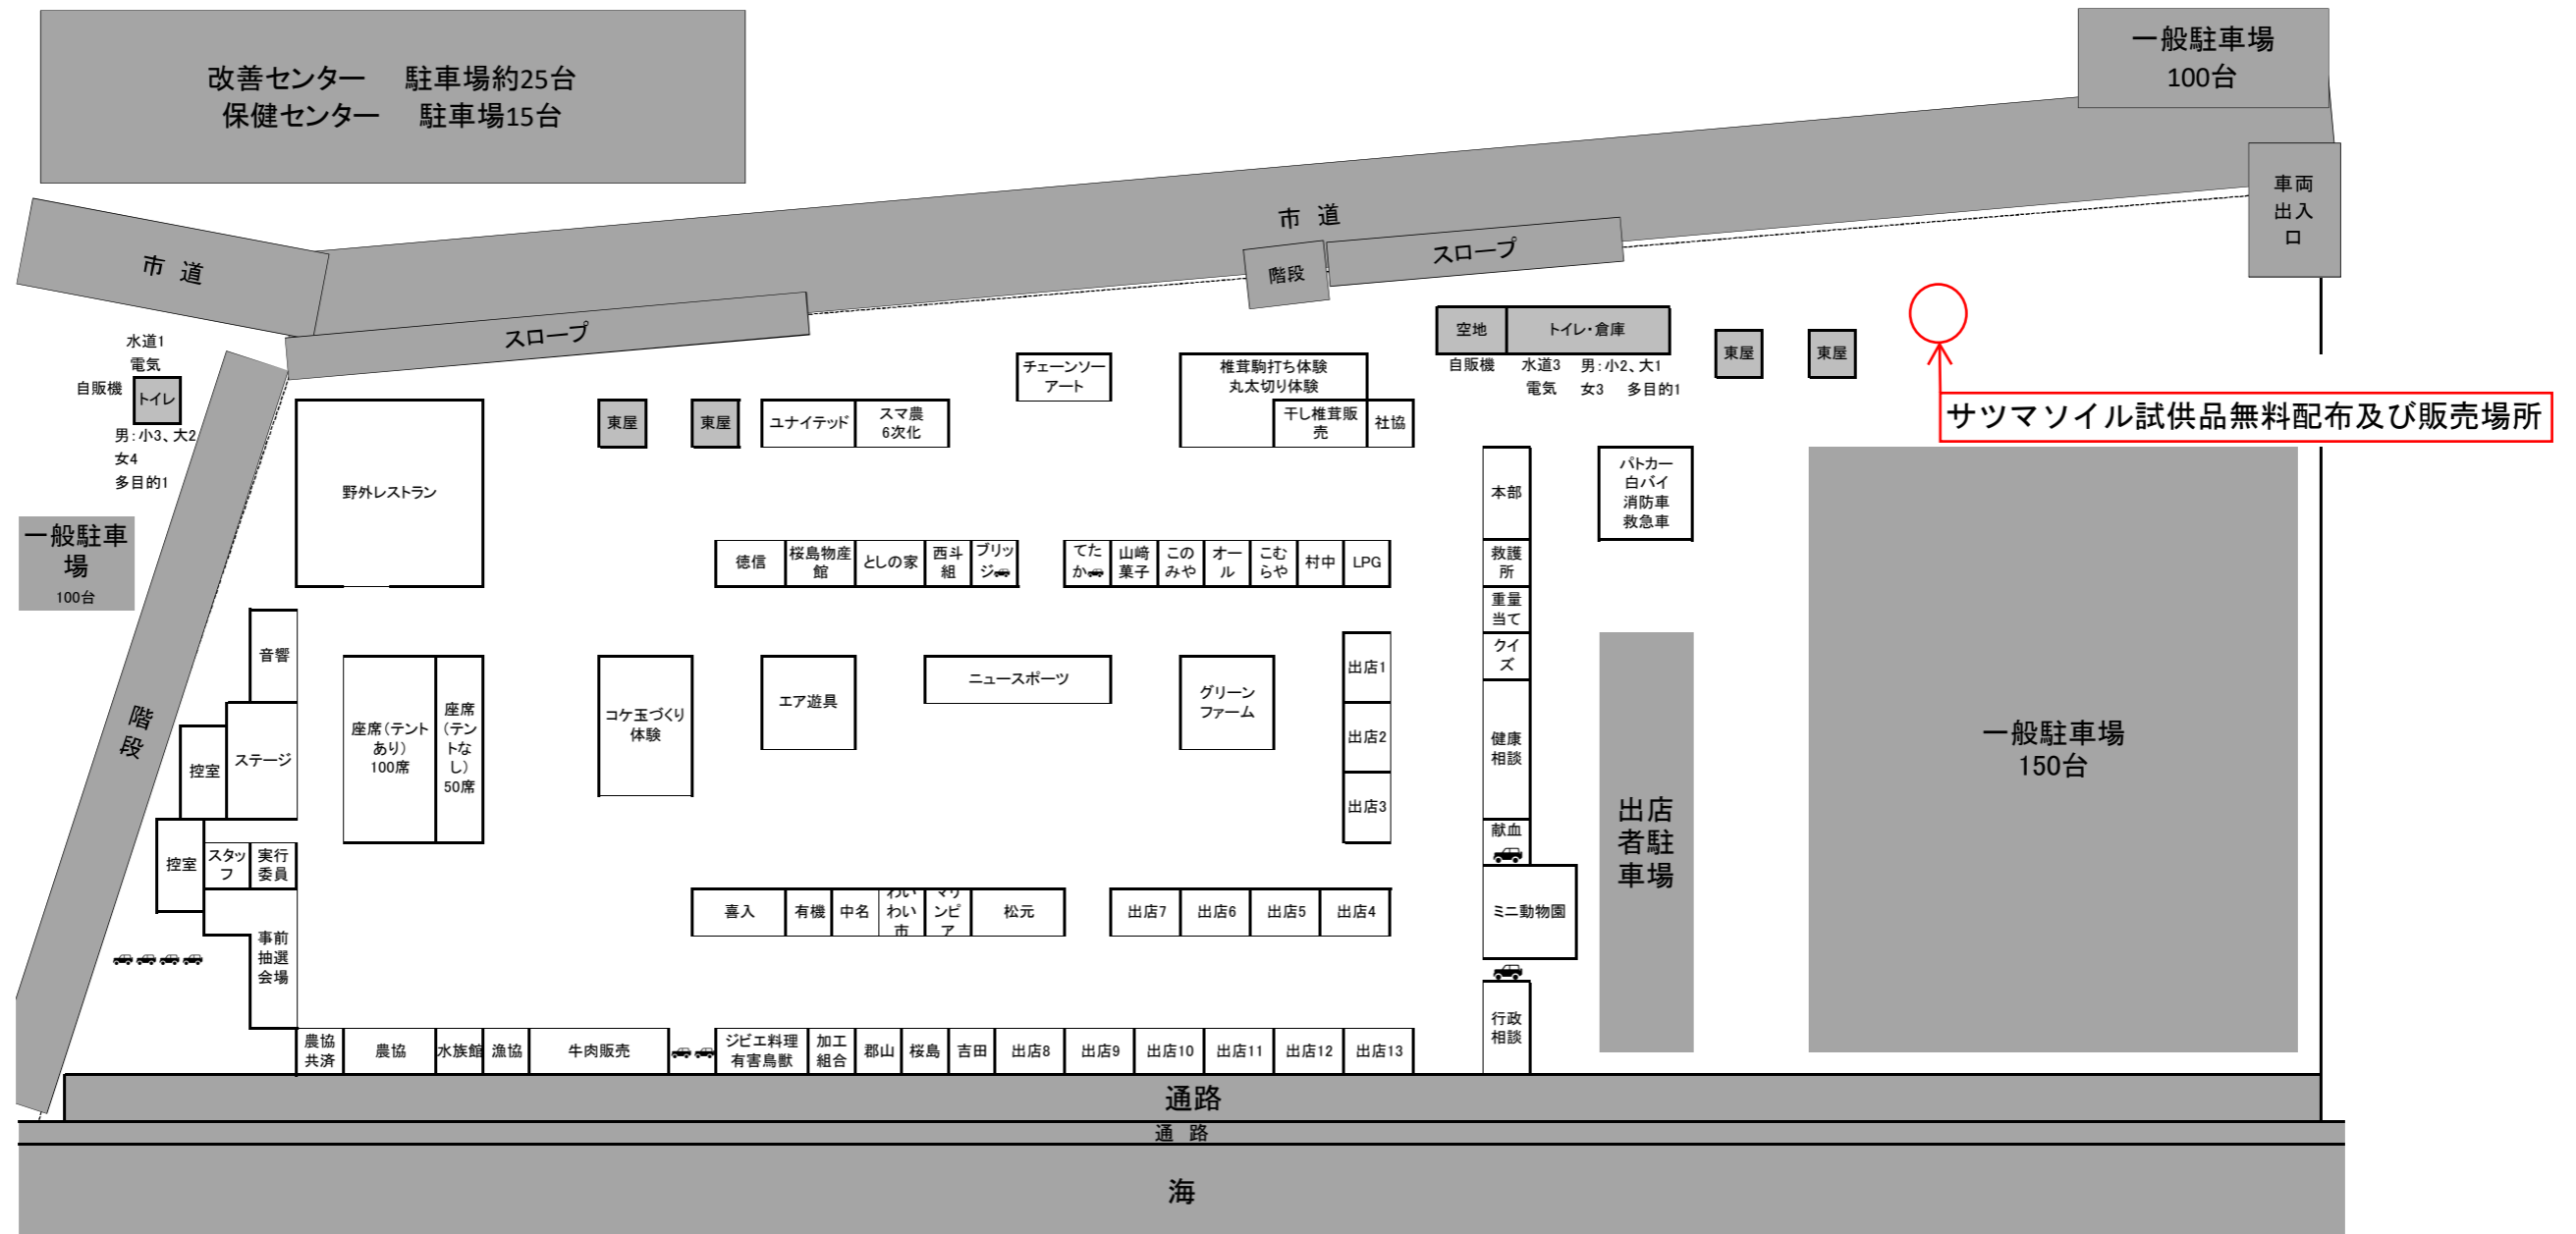 改善センター　駐車場約25台
保健センター　駐車場15台
一般駐車場
100台
車両
出入
口
市 道
市 道
階段
スロープ
スロープ
水道1
電気
自販機
トイレ
男：小3、大2
女4
多目的1
一般駐車
場
100台
階
段
空地
トイレ・倉庫
自販機
水道3
電気
男：小2、大1
女3　多目的1
東屋
東屋
サツマソイル試供品無料配布及び販売場所
チェーンソー
アート
椎茸駒打ち体験
丸太切り体験
干し椎茸販
売
社協
野外レストラン
東屋
東屋
ユナイテッド
スマ農
6次化
本部
パトカー
白バイ
消防車
救急車
徳信
桜島物産
館
としの家
西斗
組
ブリッ
ジ
てた
か
山﨑
菓子
この
みや
オー
ル
こむ
らや
村中
LPG
救護
所
重量
当て
クイ
ズ
健康
相談
献血
ミニ動物園
行政
相談
音響
ステージ
控室
控室
スタッ
フ
実行
委員
事前
抽選
会場
座席（テント
あり）
100席
座席
（テン
トな
し）
50席
コケ玉づくり
体験
エア遊具
ニュースポーツ
グリーン
ファーム
出店1
出店2
出店3
出店
者駐
車場
一般駐車場
150台
喜入
有機
中名
わい
わい
市
マリ
ンピ
ア
松元
出店7
出店6
出店5
出店4
農協
共済
農協
水族館
漁協
牛肉販売
ジビエ料理
有害鳥獣
加工
組合
郡山
桜島
吉田
出店8
出店9
出店10
出店11
出店12
出店13
通路
通 路
海